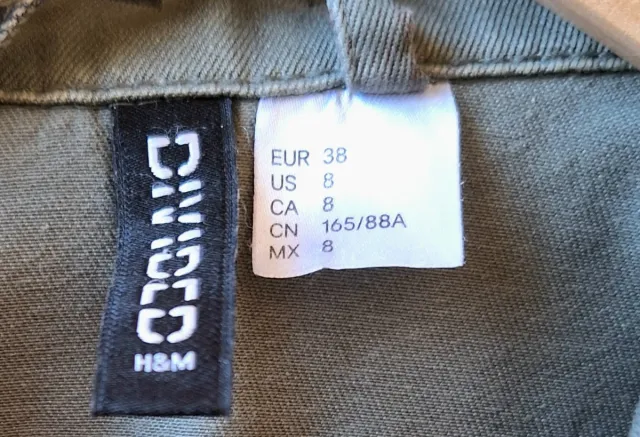 DIVIDED
H&M
EUR 38
US 8
CA 8
CN 165/88A
MX 8